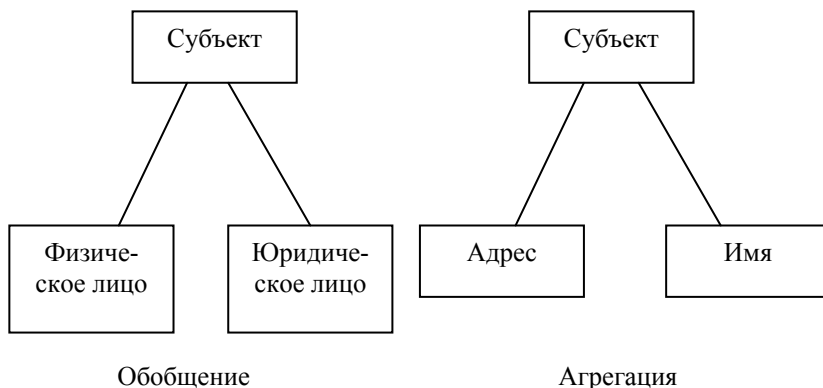 Субъект
Субъект
Физиче-
ское лицо
Юридиче-
ское лицо
Адрес
Имя
Обобщение
Агрегация